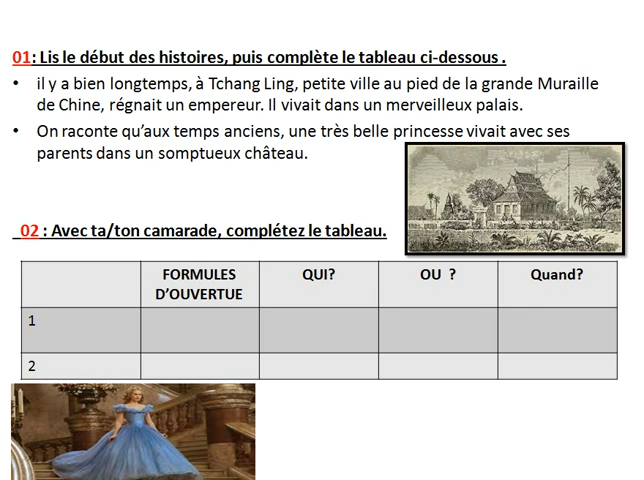 01: Lis le début des histoires, puis complète le tableau ci-dessous .
• il y a bien longtemps, à Tchang Ling, petite ville au pied de la grande Muraille
de Chine, régnait un empereur. Il vivait dans un merveilleux palais.
• On raconte qu'aux temps anciens, une très belle princesse vivait avec ses
parents dans un somptueux château.
02 : Avec ta/ton camarade, complétez le tableau.
FORMULES D'OUVERTUE QUI? OU ? Quand?
1
2